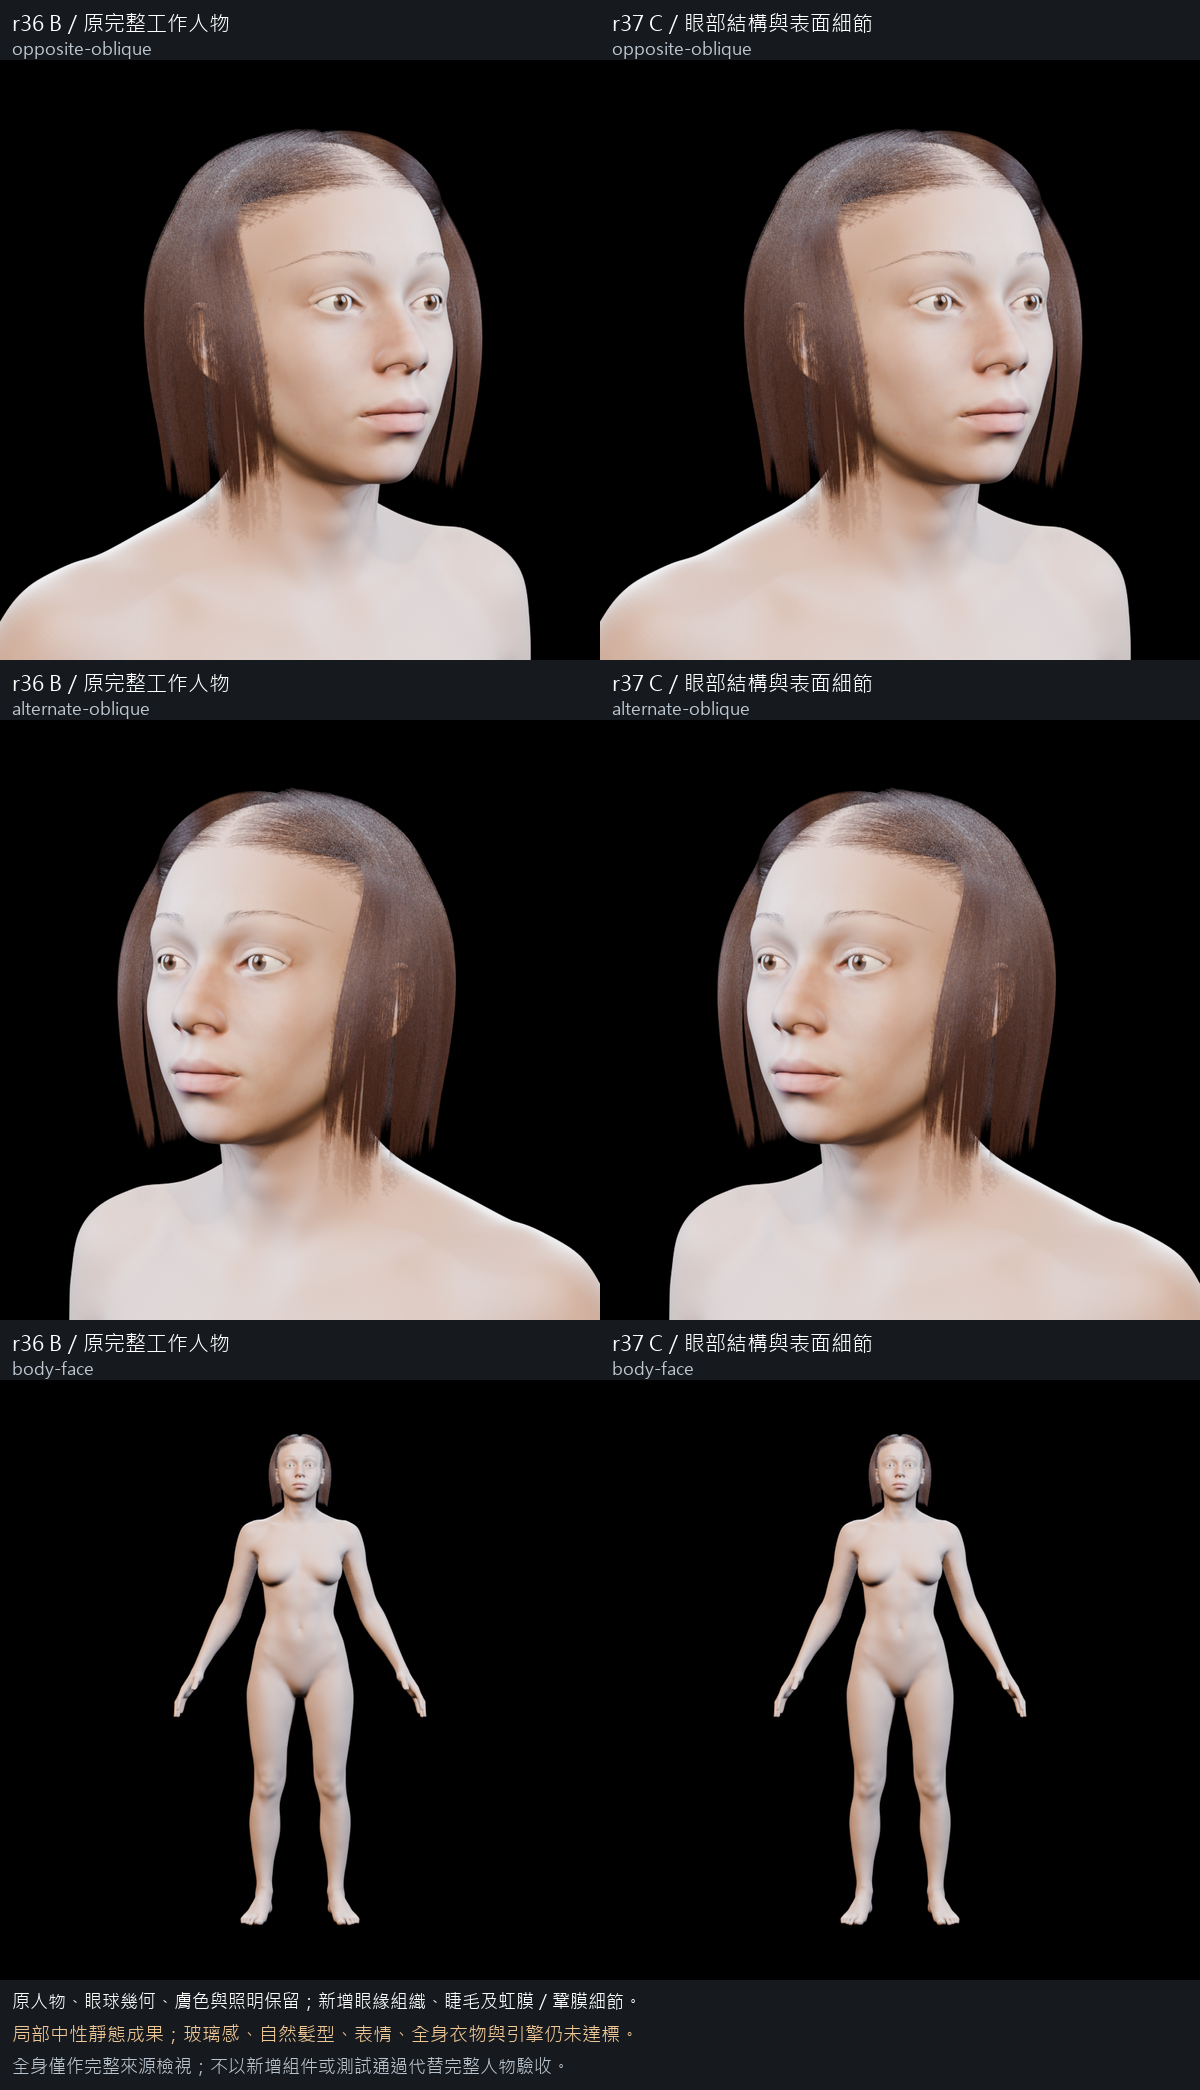 r36 B / 原完整工作人物
opposite-oblique
r37 C / 眼部結構與表面細節
opposite-oblique
r36 B / 原完整工作人物
alternate-oblique
r37 C / 眼部結構與表面細節
alternate-oblique
r36 B / 原完整工作人物
body-face
r37 C / 眼部結構與表面細節
body-face
原人物、眼球幾何、膚色與照明保留；新增眼緣組織、睫毛及虹膜 / 鞏膜細節。
局部中性靜態成果；玻璃感、自然髮型、表情、全身衣物與引擎仍未達標。
全身僅作完整來源檢視；不以新增組件或測試通過代替完整人物驗收。